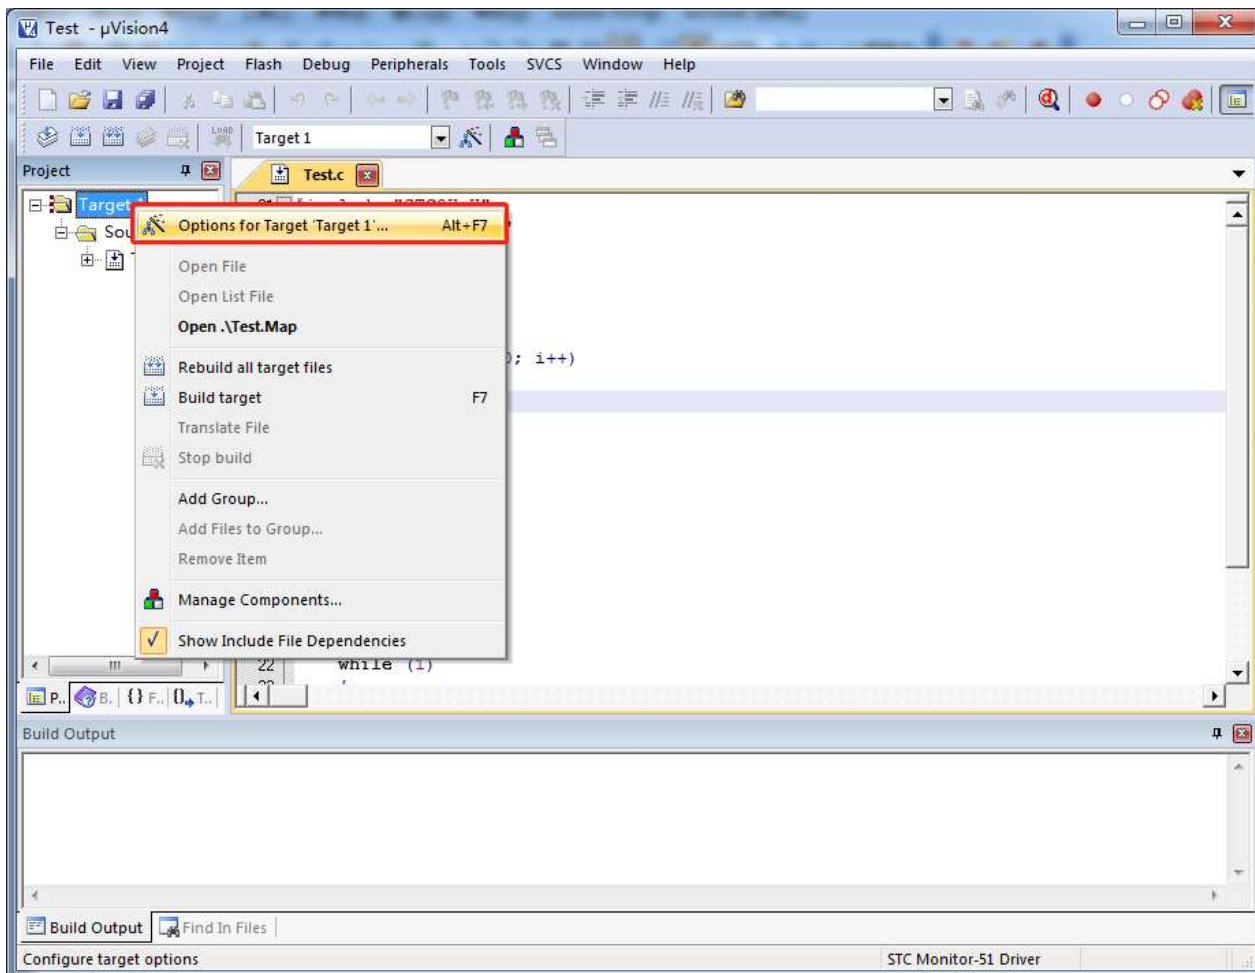 Test - µVision4
File Edit View Project Flash Debug Peripherals Tools SVCS Window Help
LOAD Target 1
Project
Test.c
Target
Options for Target 'Target 1'... Alt+F7
Open File
Open List File
Open .\Test.Map
; i++)
Rebuild all target files
Build target F7
Translate File
Stop build
Add Group...
Add Files to Group...
Remove Item
Manage Components...
Show Include File Dependencies
22 while (1)
P.. B. {} F.. T..
Build Output
Build Output Find In Files
Configure target options STC Monitor-51 Driver